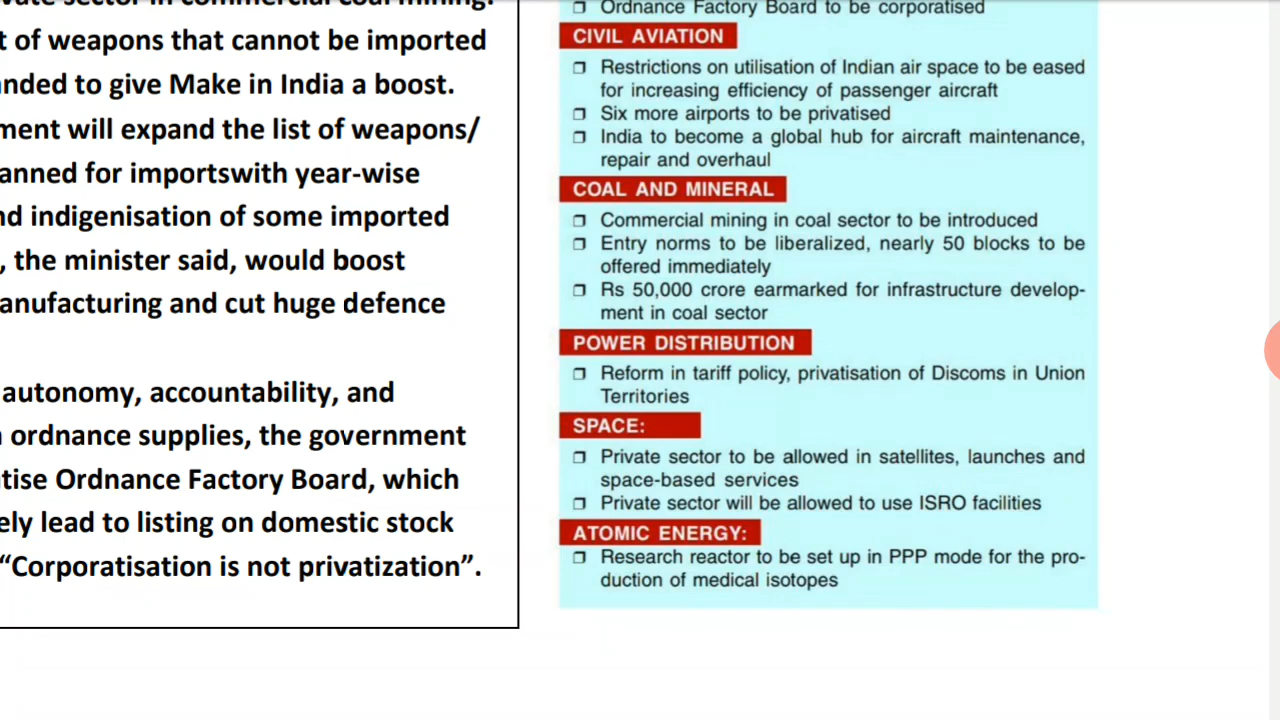 t of weapons that cannot be imported
nded to give Make in India a boost.
ment will expand the list of weapons/
anned for importswith year-wise
nd indigenisation of some imported
, the minister said, would boost
anufacturing and cut huge defence
autonomy, accountability, and
ordnance supplies, the government
tise Ordnance Factory Board, which
ely lead to listing on domestic stock
“Corporatisation is not privatization”.
❒ Ordnance Factory Board to be corporatised
CIVIL AVIATION
❒ Restrictions on utilisation of Indian air space to be eased
for increasing efficiency of passenger aircraft
❒ Six more airports to be privatised
❒ India to become a global hub for aircraft maintenance,
repair and overhaul
COAL AND MINERAL
❒ Commercial mining in coal sector to be introduced
❒ Entry norms to be liberalized, nearly 50 blocks to be
offered immediately
❒ Rs 50,000 crore earmarked for infrastructure develop-
ment in coal sector
POWER DISTRIBUTION
❒ Reform in tariff policy, privatisation of Discoms in Union
Territories
SPACE:
❒ Private sector to be allowed in satellites, launches and
space-based services
❒ Private sector will be allowed to use ISRO facilities
ATOMIC ENERGY:
❒ Research reactor to be set up in PPP mode for the pro-
duction of medical isotopes